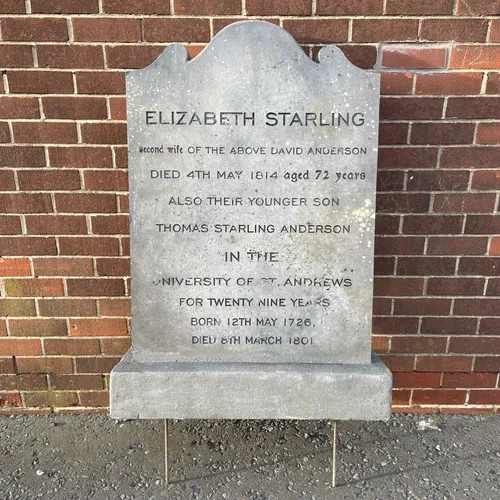 ELIZABETH STARLING
second wife OF THE ABOVE DAVID ANDERSON
DIED 4TH MAY 1814 aged 72 years
ALSO THEIR YOUNGER SON
THOMAS STARLING ANDERSON
IN THE
UNIVERSITY OF ST. ANDREWS
FOR TWENTY NINE YEARS
BORN 12TH MAY 1726,
DIED 8TH MARCH 1801